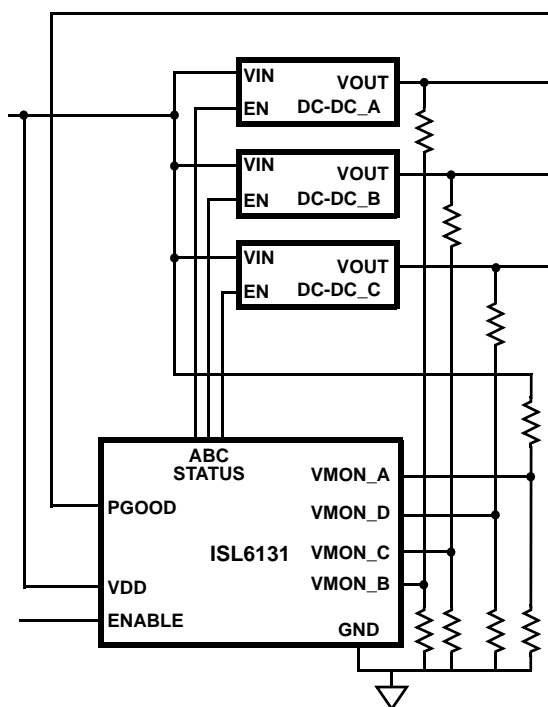 VIN
VOUT
EN
DC-DC_A
VIN
VOUT
EN
DC-DC_B
VIN
VOUT
EN
DC-DC_C
ABC
STATUS
VMON_A
PGOOD
VMON_D
ISL6131
VMON_C
VDD
VMON_B
ENABLE
GND